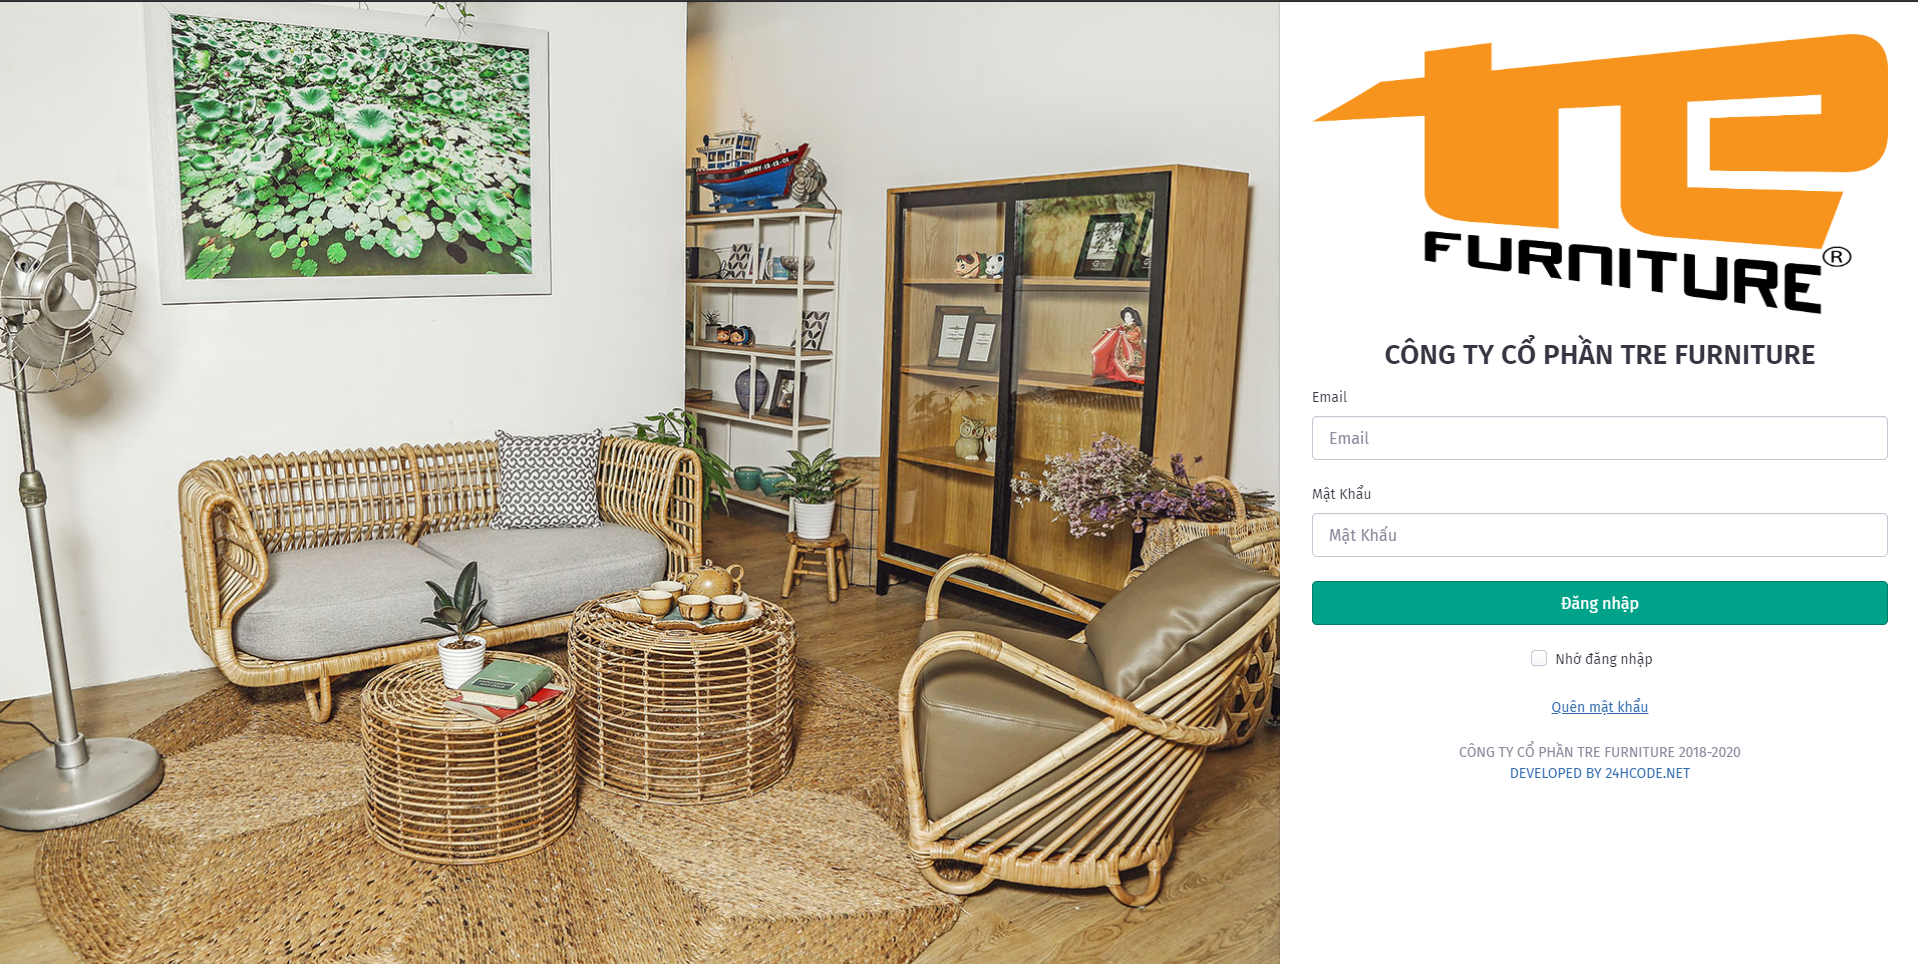 tre
FURNITURE®
CÔNG TY CỔ PHẦN TRE FURNITURE
Email
Email
Mật Khẩu
Mật Khẩu
Đăng nhập
Nhớ đăng nhập
Quên mật khẩu
CÔNG TY CỔ PHẦN TRE FURNITURE 2018-2020
DEVELOPED BY 24HCODE.NET